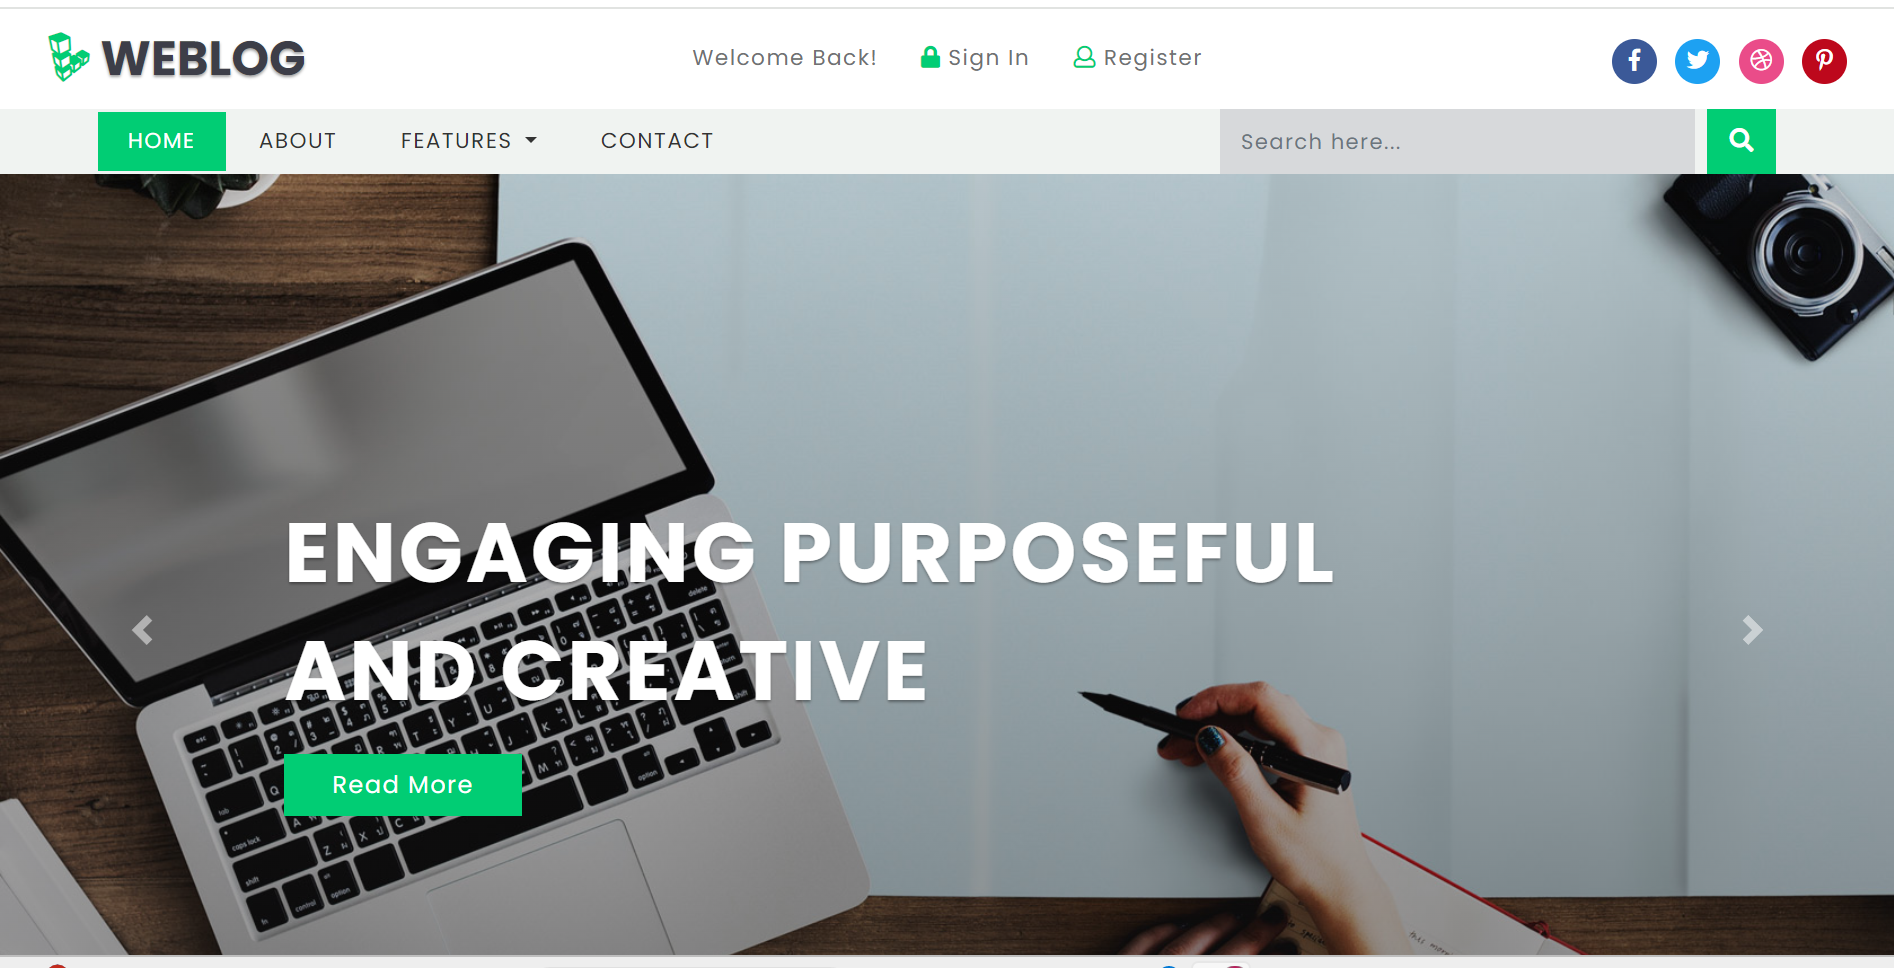 WEBLOG
Welcome Back! Sign In Register
HOME ABOUT FEATURES CONTACT
Search here...
ENGAGING PURPOSEFUL
AND CREATIVE
Read More